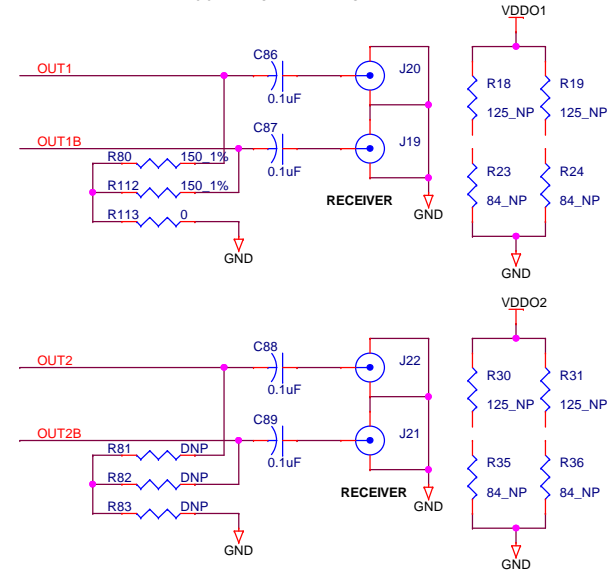 VDDO1
C86
OUT1
J20
R18
R19
0.1uF
125_NP
125_NP
C87
OUT1B
J19
R80
150_1%
0.1uF
R23
R24
R112
150_1%
84_NP
84_NP
RECEIVER
R113
0
GND
GND
GND
VDDO2
C88
OUT2
J22
R30
R31
0.1uF
125_NP
125_NP
C89
OUT2B
J21
R81
DNP
0.1uF
R35
R36
R82
DNP
84_NP
84_NP
RECEIVER
R83
DNP
GND
GND
GND